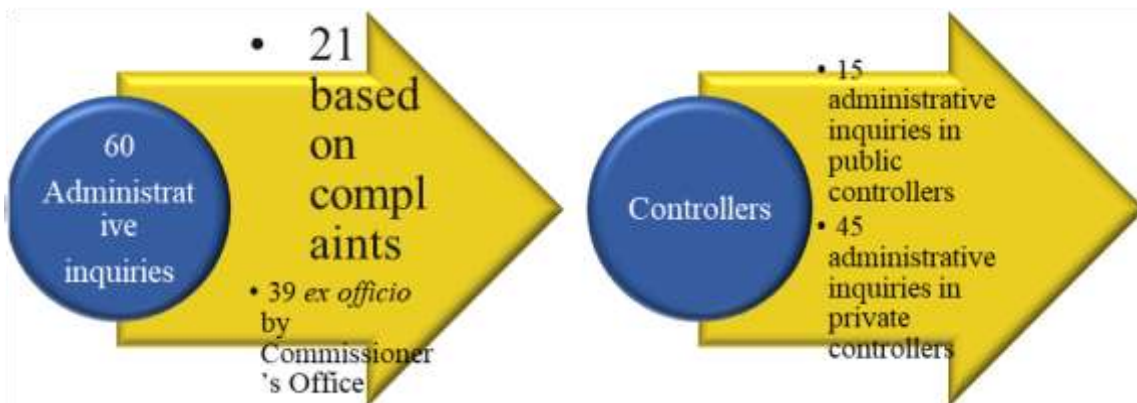 60
Administrat
ive
inquiries
• 21
based
on
compl
aints
• 39 ex officio
by
Commissioner
's Office
Controllers
• 15
administrative
inquiries in
public
controllers
• 45
administrative
inquiries in
private
controllers